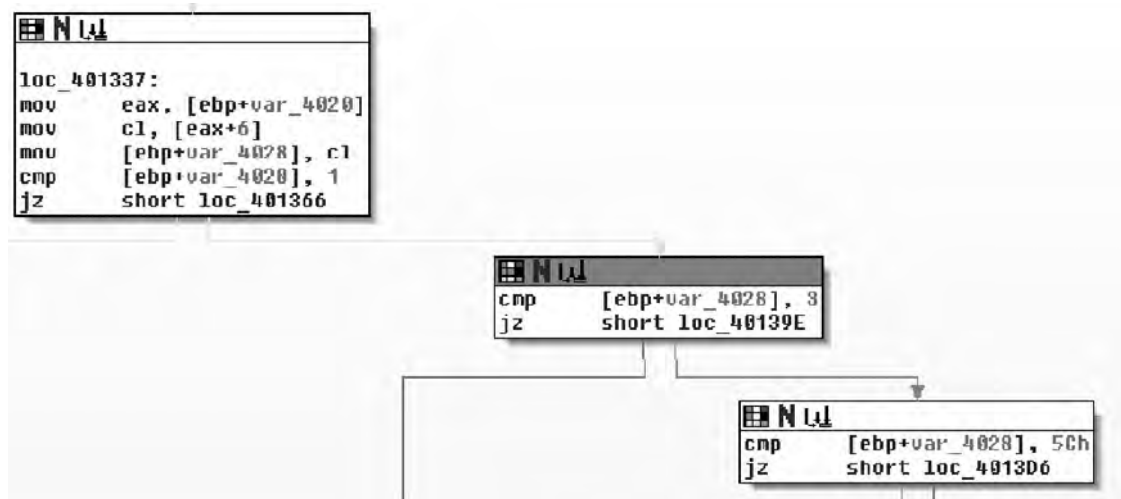 loc_401337:
mov eax, [ebp+var_4020]
mov cl, [eax+6]
mov [ebp+var_4028], cl
cmp [ebp+var_4028], 1
jz short loc_401366
cmp [ebp+var_4028], 3
jz short loc_40139E
cmp [ebp+var_4028], 5Ch
jz short loc_4013D6